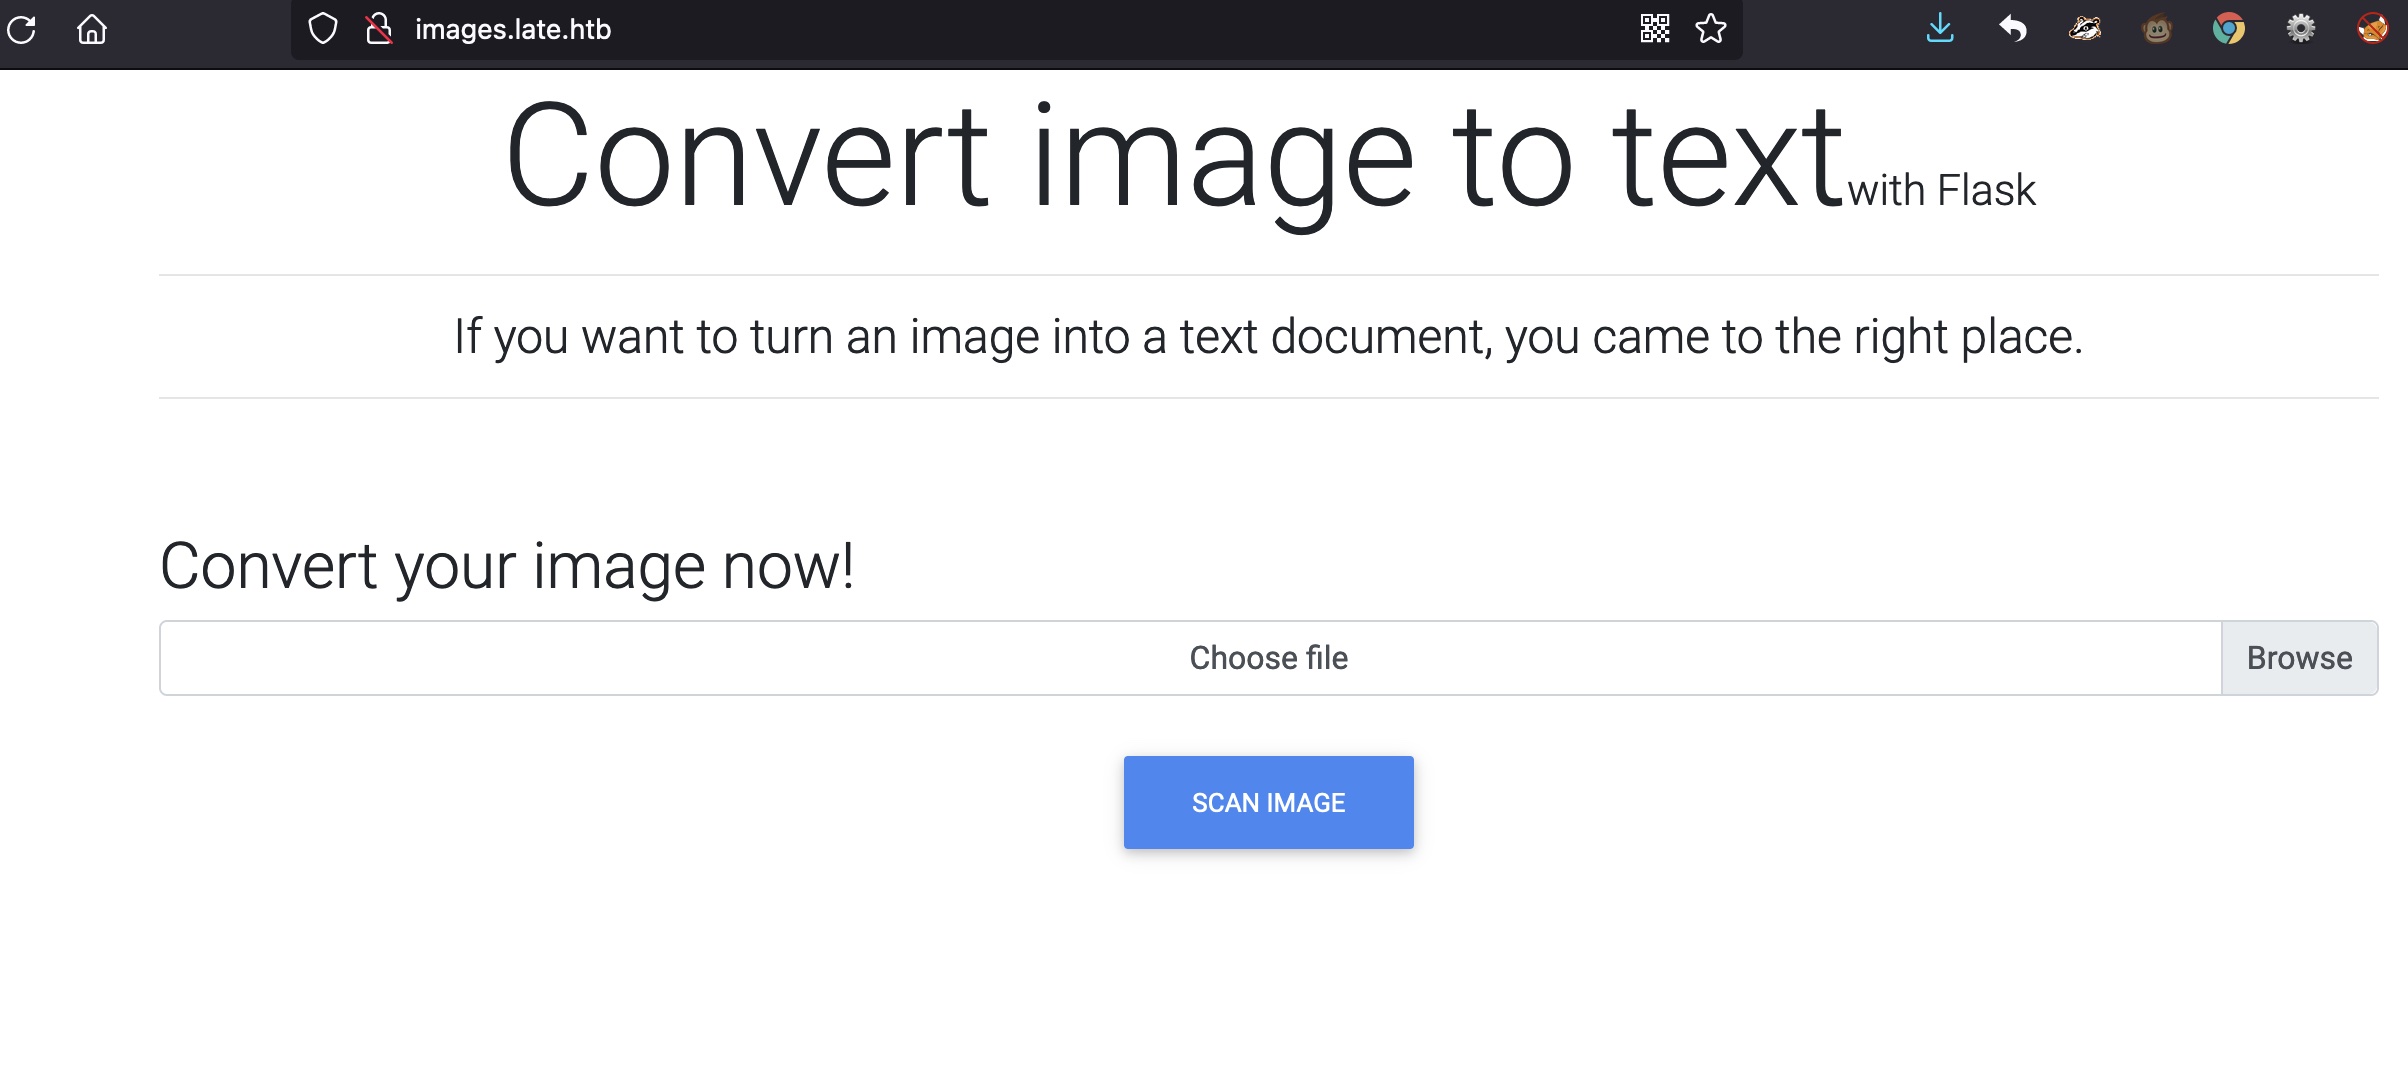 images.late.htb
Convert image to text with Flask
If you want to turn an image into a text document, you came to the right place.
Convert your image now!
Choose file Browse
SCAN IMAGE